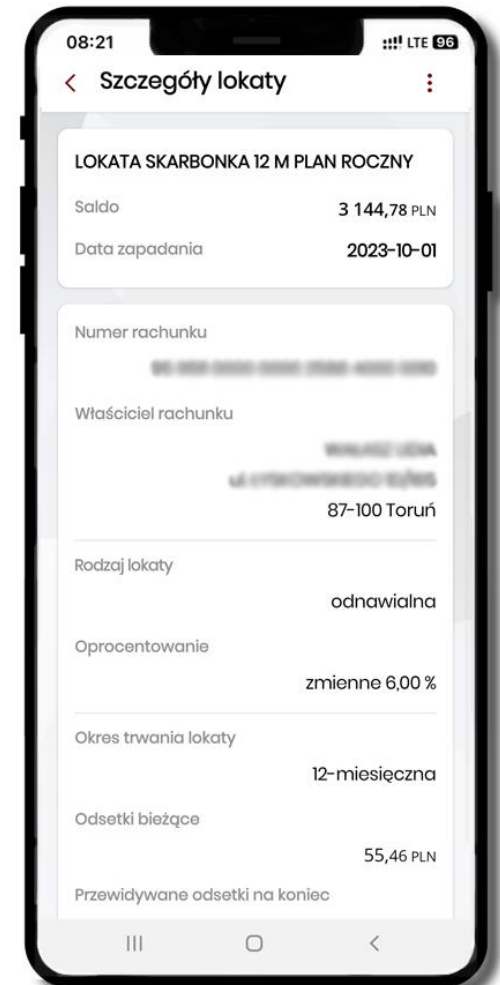 08:21 LTE 96
Szczegóły lokaty
LOKATA SKARBONKA 12 M PLAN ROCZNY
Saldo 3 144,78 PLN
Data zapadania 2023-10-01
Numer rachunku
Właściciel rachunku
87-100 Toruń
Rodzaj lokaty
odnawialna
Oprocentowanie
zmienne 6,00 %
Okres trwania lokaty
12-miesięczna
Odsetki bieżące
55,46 PLN
Przewidywane odsetki na koniec